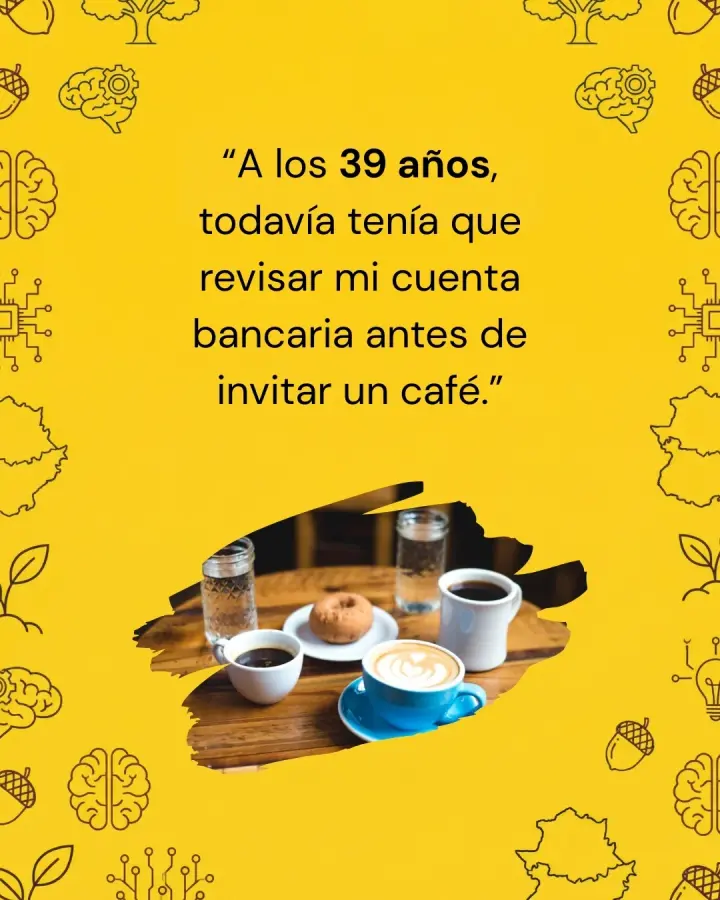 “A los 39 años,
todavía tenía que
revisar mi cuenta
bancaria antes de
invitar un café.”